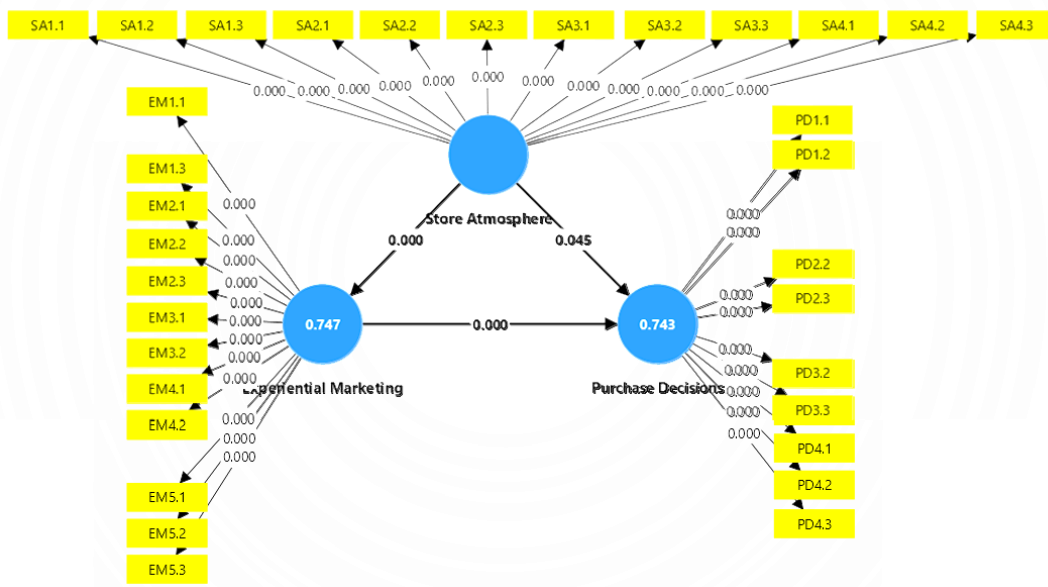 SA1.1 SA1.2 SA1.3 SA2.1 SA2.2 SA2.3 SA3.1 SA3.2 SA3.3 SA4.1 SA4.2 SA4.3
0.000 0.000 0.000 0.000 0.000 0.000 0.000 0.000 0.000 0.000 0.000 0.000
EM1.1
PD1.1
PD1.2
EM1.3
EM2.1
0.000
0.000
0.000
Store Atmosphere
EM2.2
0.000
0.000
0.000
0.045
PD2.2
EM2.3
0.000
0.000
PD2.3
EM3.1
0.000
0.000
0.000
0.747
0.000
0.743
EM3.2
0.000
0.000
PD3.2
EM4.1
0.000
0.000
0.000
Experiential Marketing
Purchase Decisions
0.000
PD3.3
EM4.2
0.000
0.000
0.000
0.000
PD4.1
0.000
EM5.1
PD4.2
EM5.2
PD4.3
EM5.3